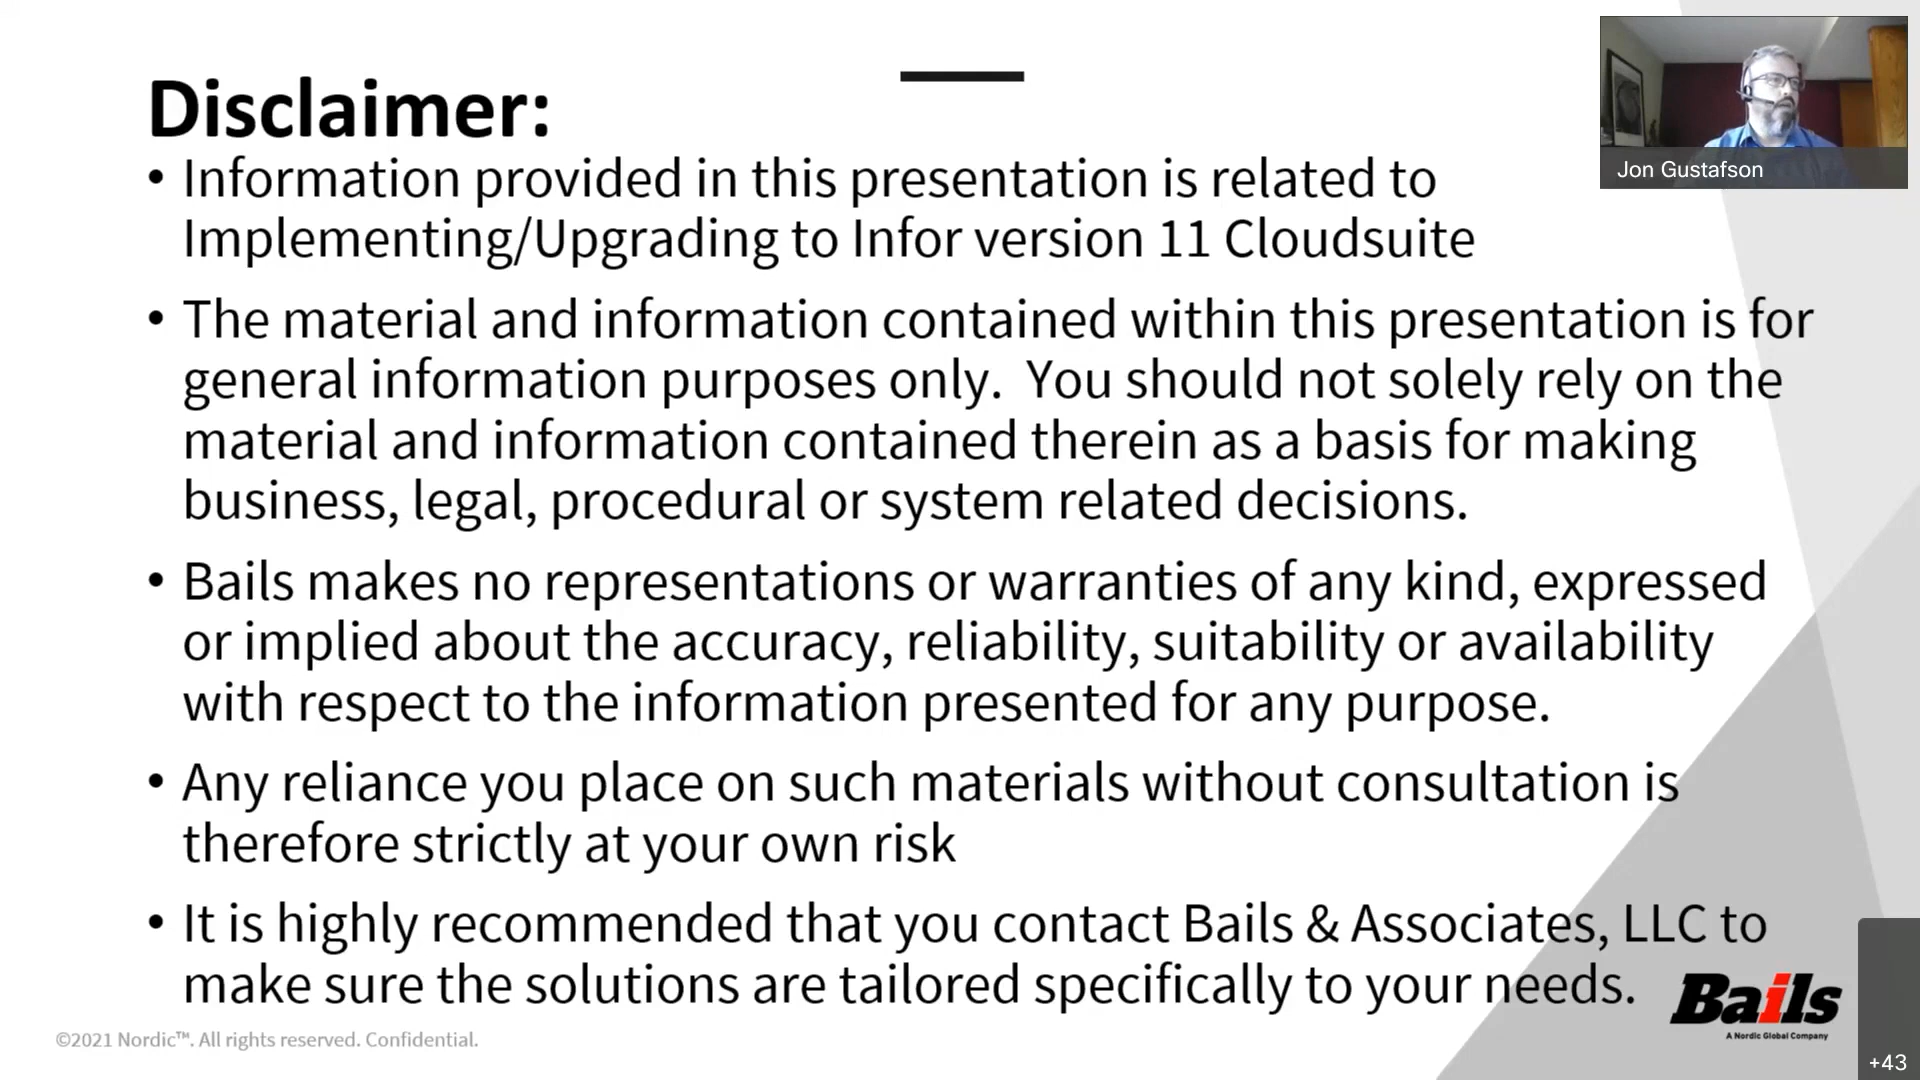 Disclaimer:
• Information provided in this presentation is related to
Implementing/Upgrading to Infor version 11 Cloudsuite
• The material and information contained within this presentation is for
general information purposes only.  You should not solely rely on the
material and information contained therein as a basis for making
business, legal, procedural or system related decisions.
• Bails makes no representations or warranties of any kind, expressed
or implied about the accuracy, reliability, suitability or availability
with respect to the information presented for any purpose.
• Any reliance you place on such materials without consultation is
therefore strictly at your own risk
• It is highly recommended that you contact Bails & Associates, LLC to
make sure the solutions are tailored specifically to your needs.
©2021 Nordic™. All rights reserved. Confidential.
Bails
A Nordic Global Company
Jon Gustafson
+43